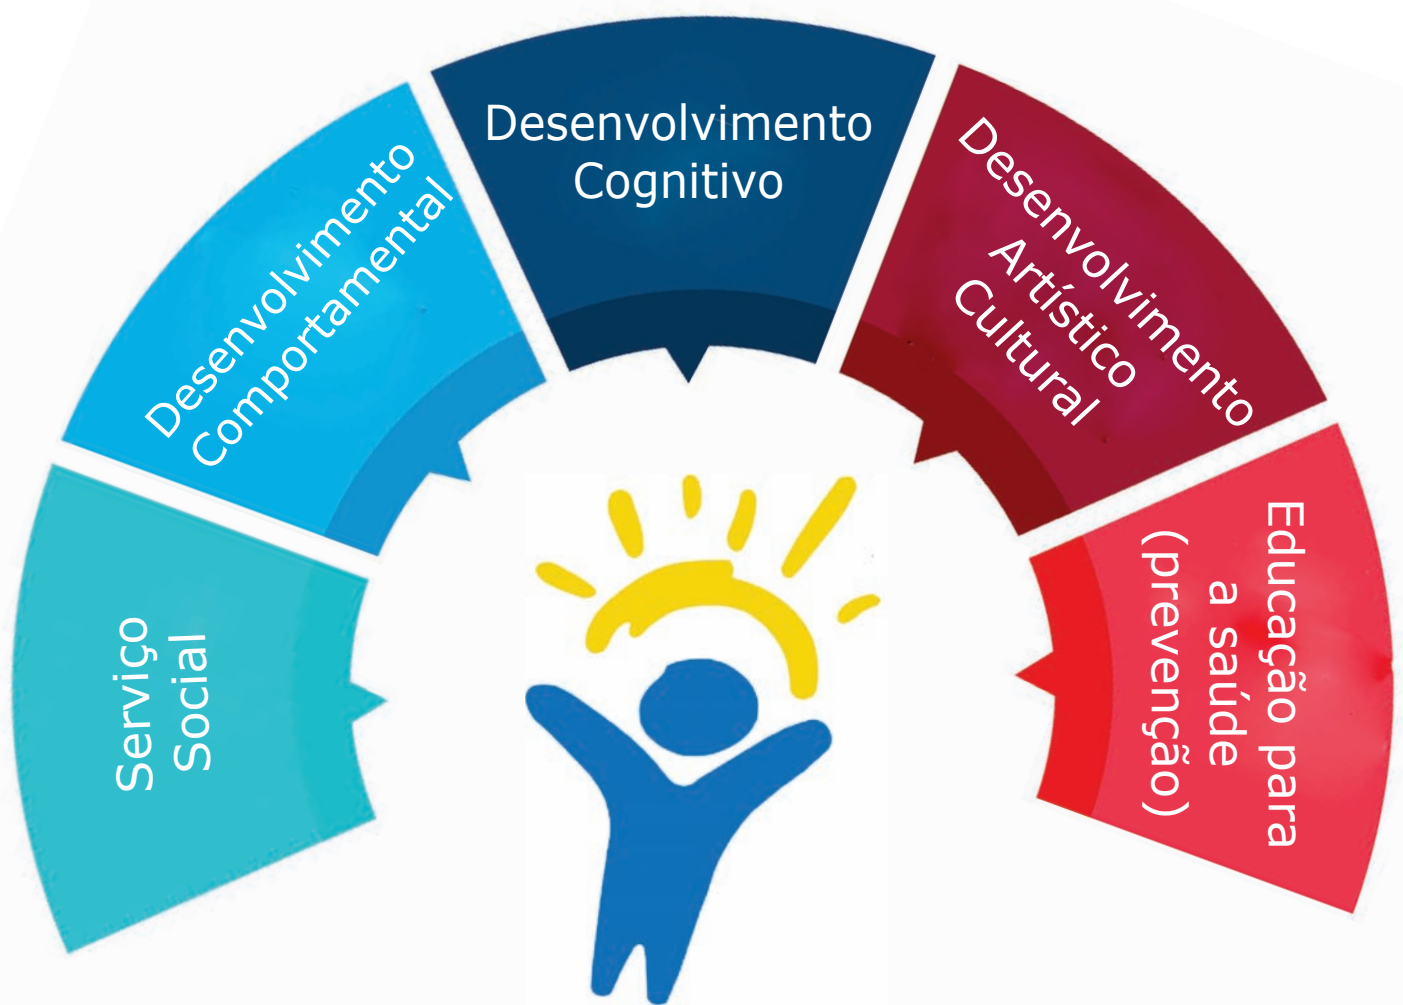 Serviço
Social
Desenvolvimento
Comportamental
Desenvolvimento
Cognitivo
Desenvolvimento
Artístico
Cultural
Educação para
a saúde
(prevenção)